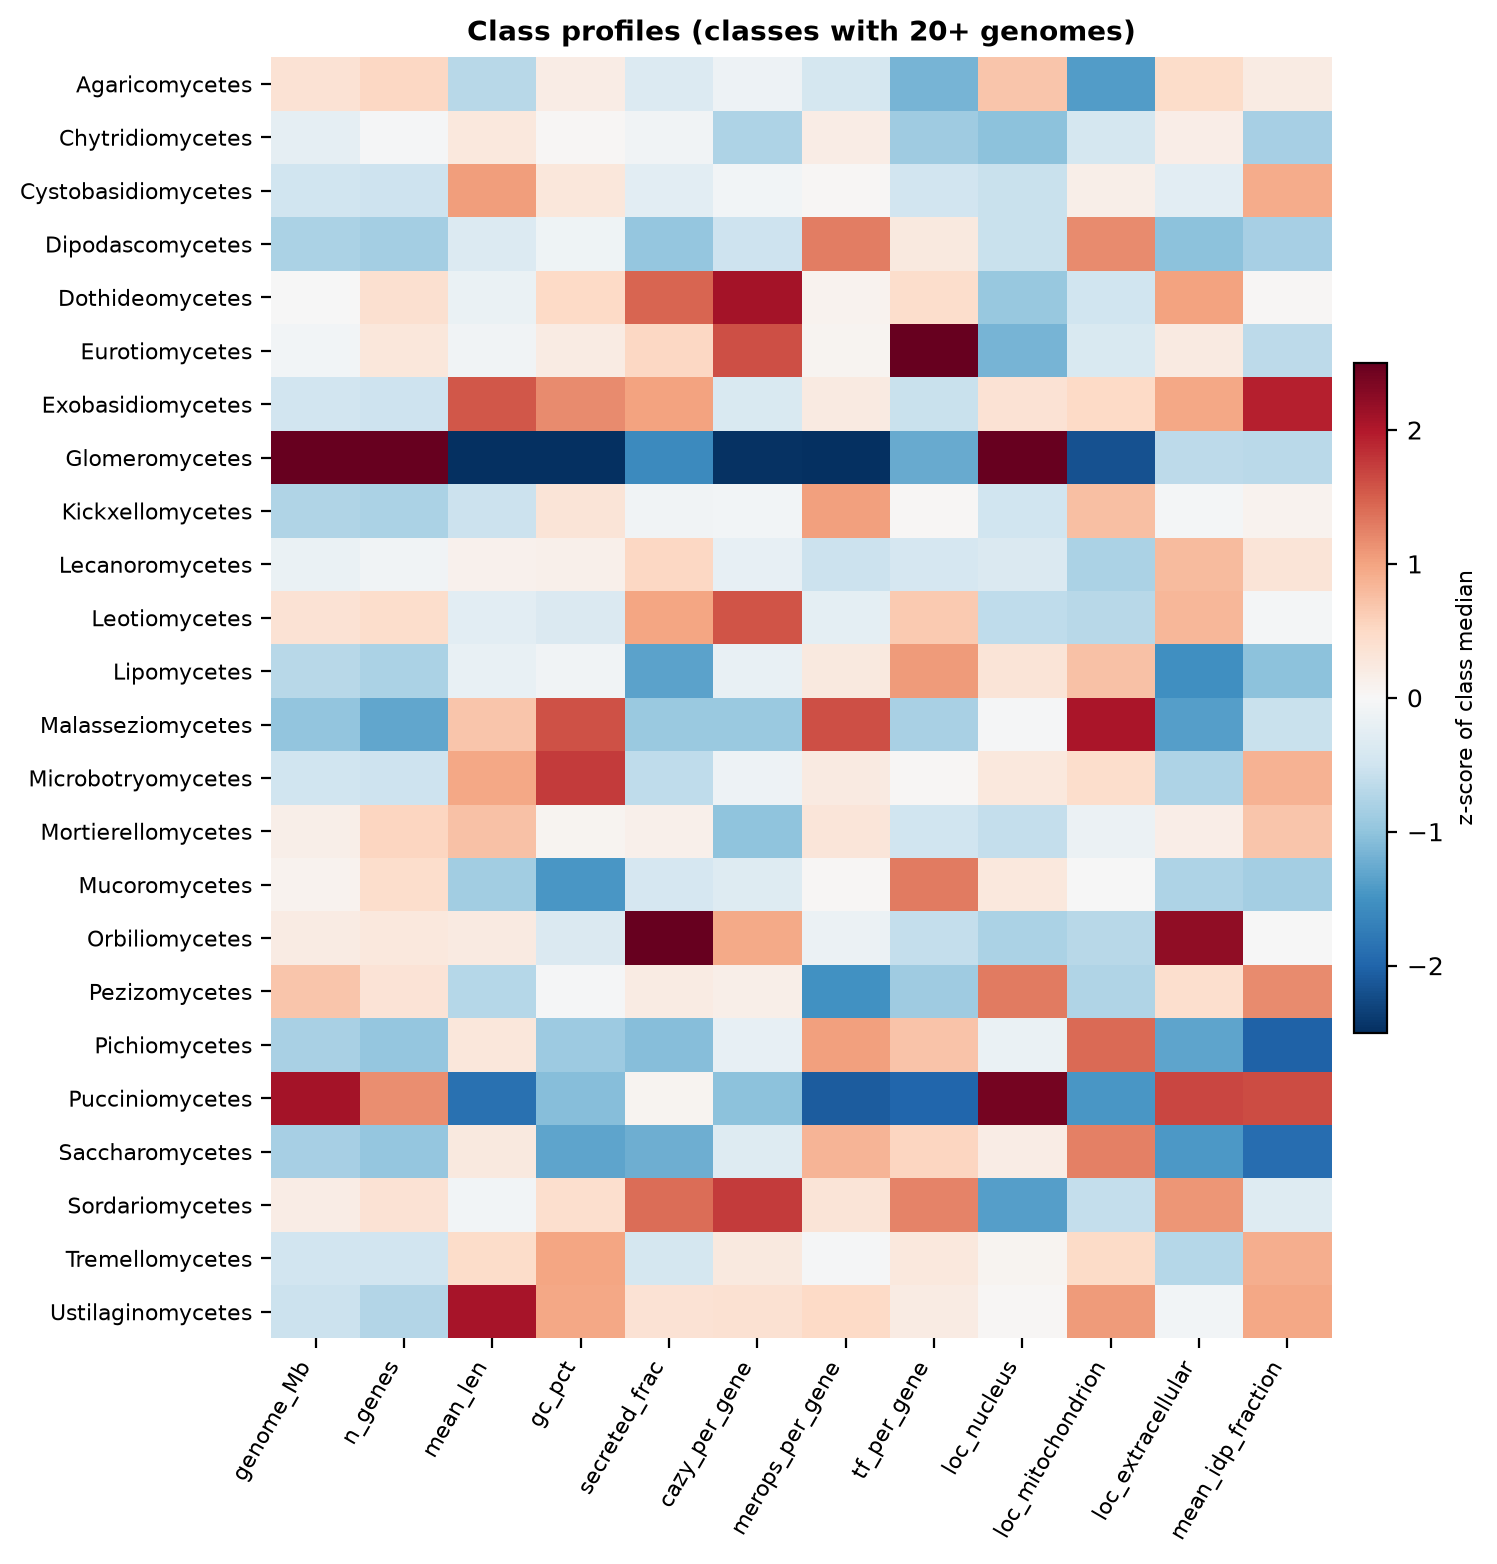 Class profiles (classes with 20+ genomes)
Agaricomycetes
Chytridiomycetes
Cystobasidiomycetes
Dipodascomycetes
Dothideomycetes
Eurotiomycetes
Exobasidiomycetes
Glomeromycetes
Kickxellomycetes
Lecanoromycetes
Leotiomycetes
Lipomycetes
Malasseziomycetes
Microbotryomycetes
Mortierellomycetes
Mucoromycetes
Orbiliomycetes
Pezizomycetes
Pichiomycetes
Pucciniomycetes
Saccharomycetes
Sordariomycetes
Tremellomycetes
Ustilaginomycetes
genome_Mb
n_genes
mean_len
gc_pct
secreted_frac
cazy_per_gene
merops_per_gene
tf_per_gene
loc_nucleus
loc_mitochondrion
loc_extracellular
mean_idp_fraction
2
1
0
−1
−2
z-score of class median